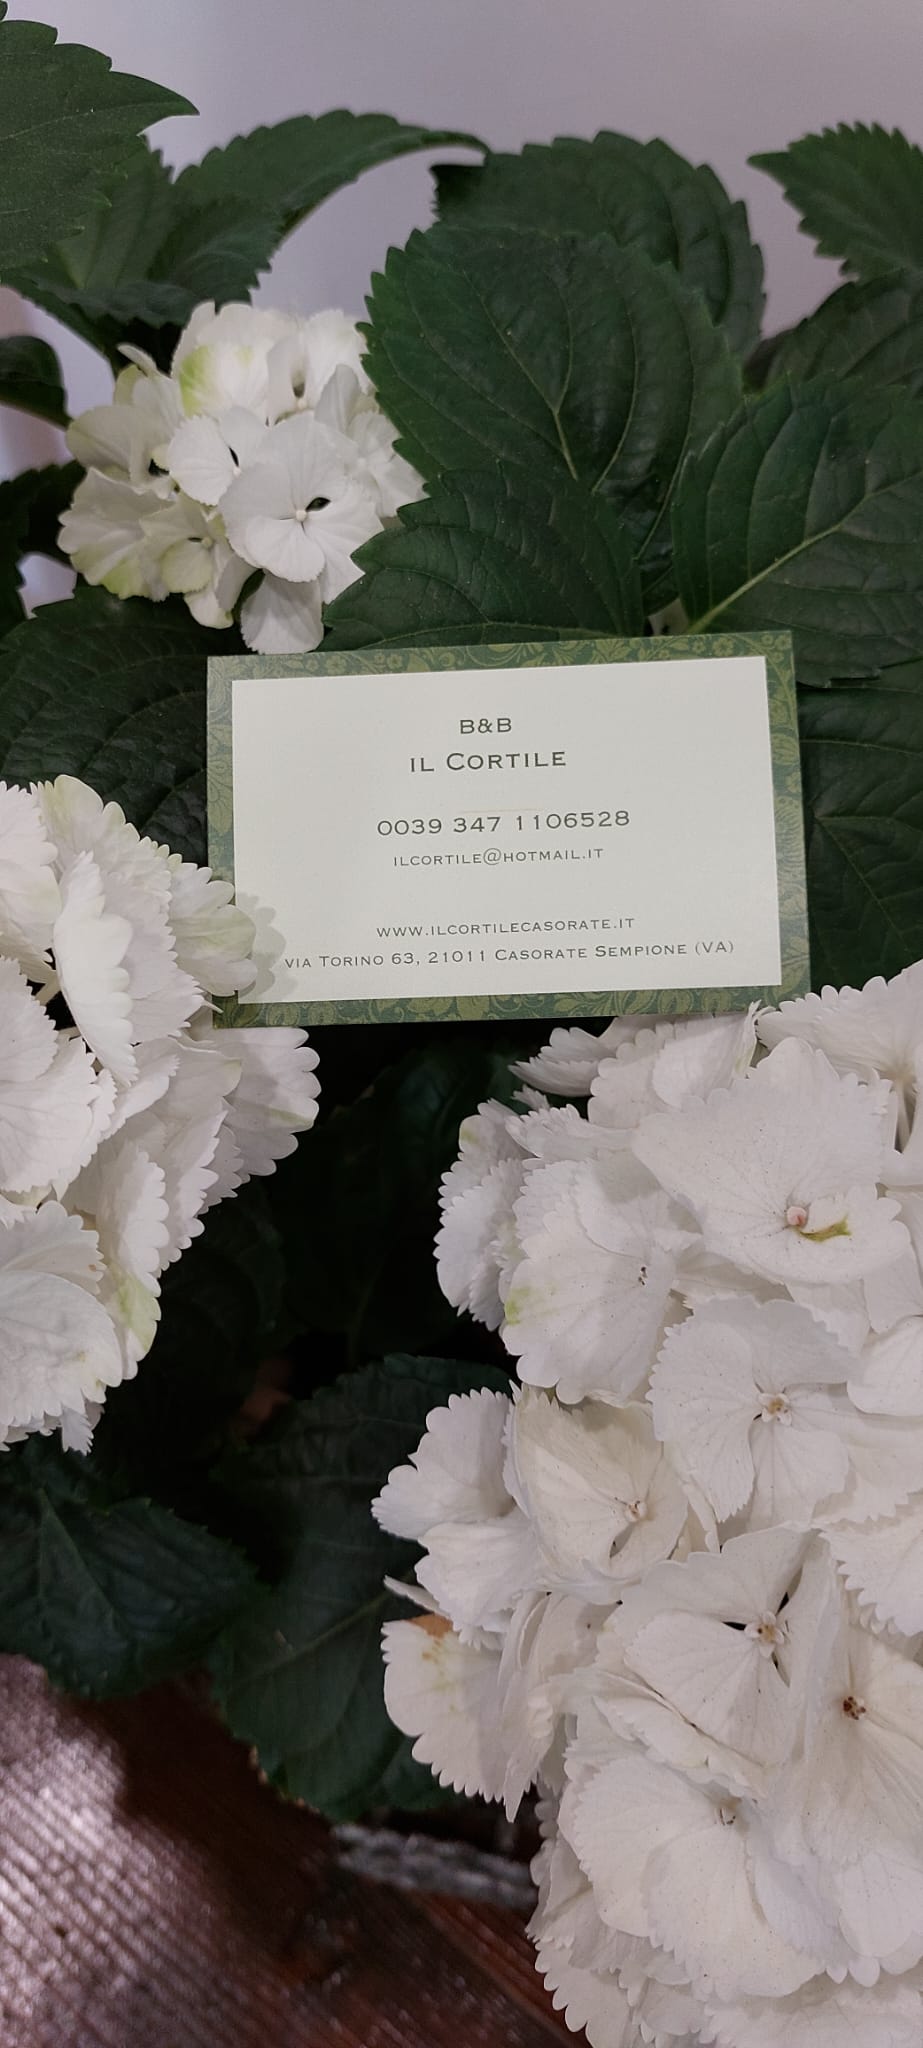 B&B
IL CORTILE
0039 347 1106528
ILCORTILE@HOTMAIL.IT
WWW.ILCORTILECASORATE.IT
VIA TORINO 63, 21011 CASORATE SEMPIONE (VA)